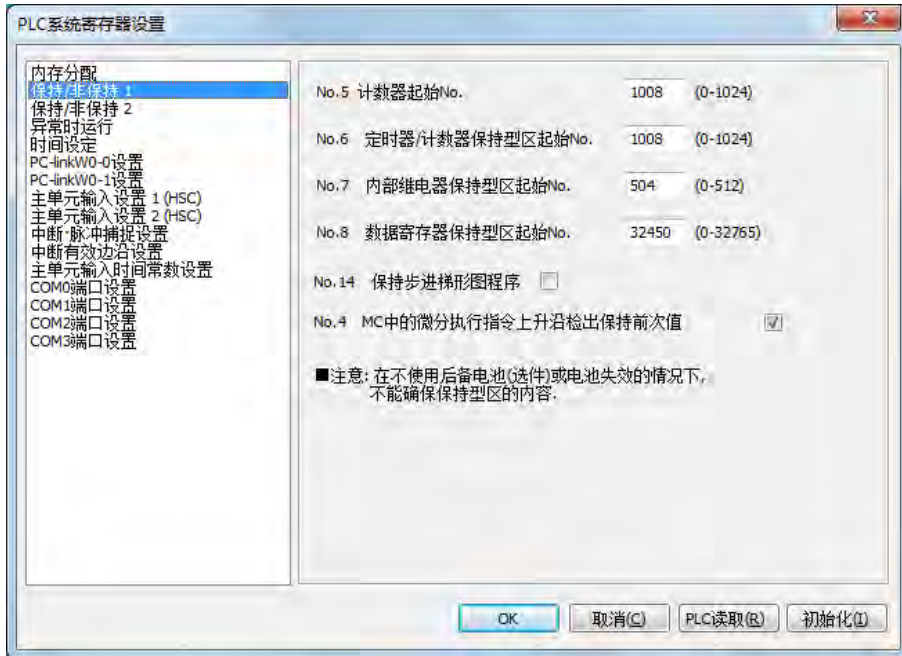 PLC系统寄存器设置
内存分配
保持/非保持 1
保持/非保持 2
异常时运行
时间设定
PC-linkW0-0设置
PC-linkW0-1设置
主单元输入设置 1 (HSC)
主单元输入设置 2 (HSC)
中断·脉冲捕捉设置
中断有效边沿设置
主单元输入时间常数设置
COM0端口设置
COM1端口设置
COM2端口设置
COM3端口设置
No.5 计数器起始No. 1008 (0-1024)
No.6 定时器/计数器保持型区起始No. 1008 (0-1024)
No.7 内部继电器保持型区起始No. 504 (0-512)
No.8 数据寄存器保持型区起始No. 32450 (0-32765)
No.14 保持步进梯形图程序
No.4 MC中的微分执行指令上升沿检出保持前次值
■注意: 在不使用后备电池(选件)或电池失效的情况下,
不能确保保持型区的内容.
OK 取消(C) PLC读取(R) 初始化(I)